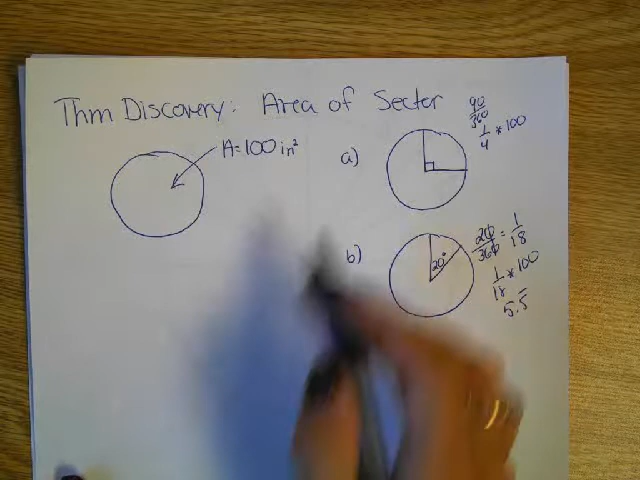 Thm Discovery: Area of Sector
A=100 in²
a)
90/360
1/4 * 100
b)
20°
20/360 = 1/18
1/18 * 100
5.5̅